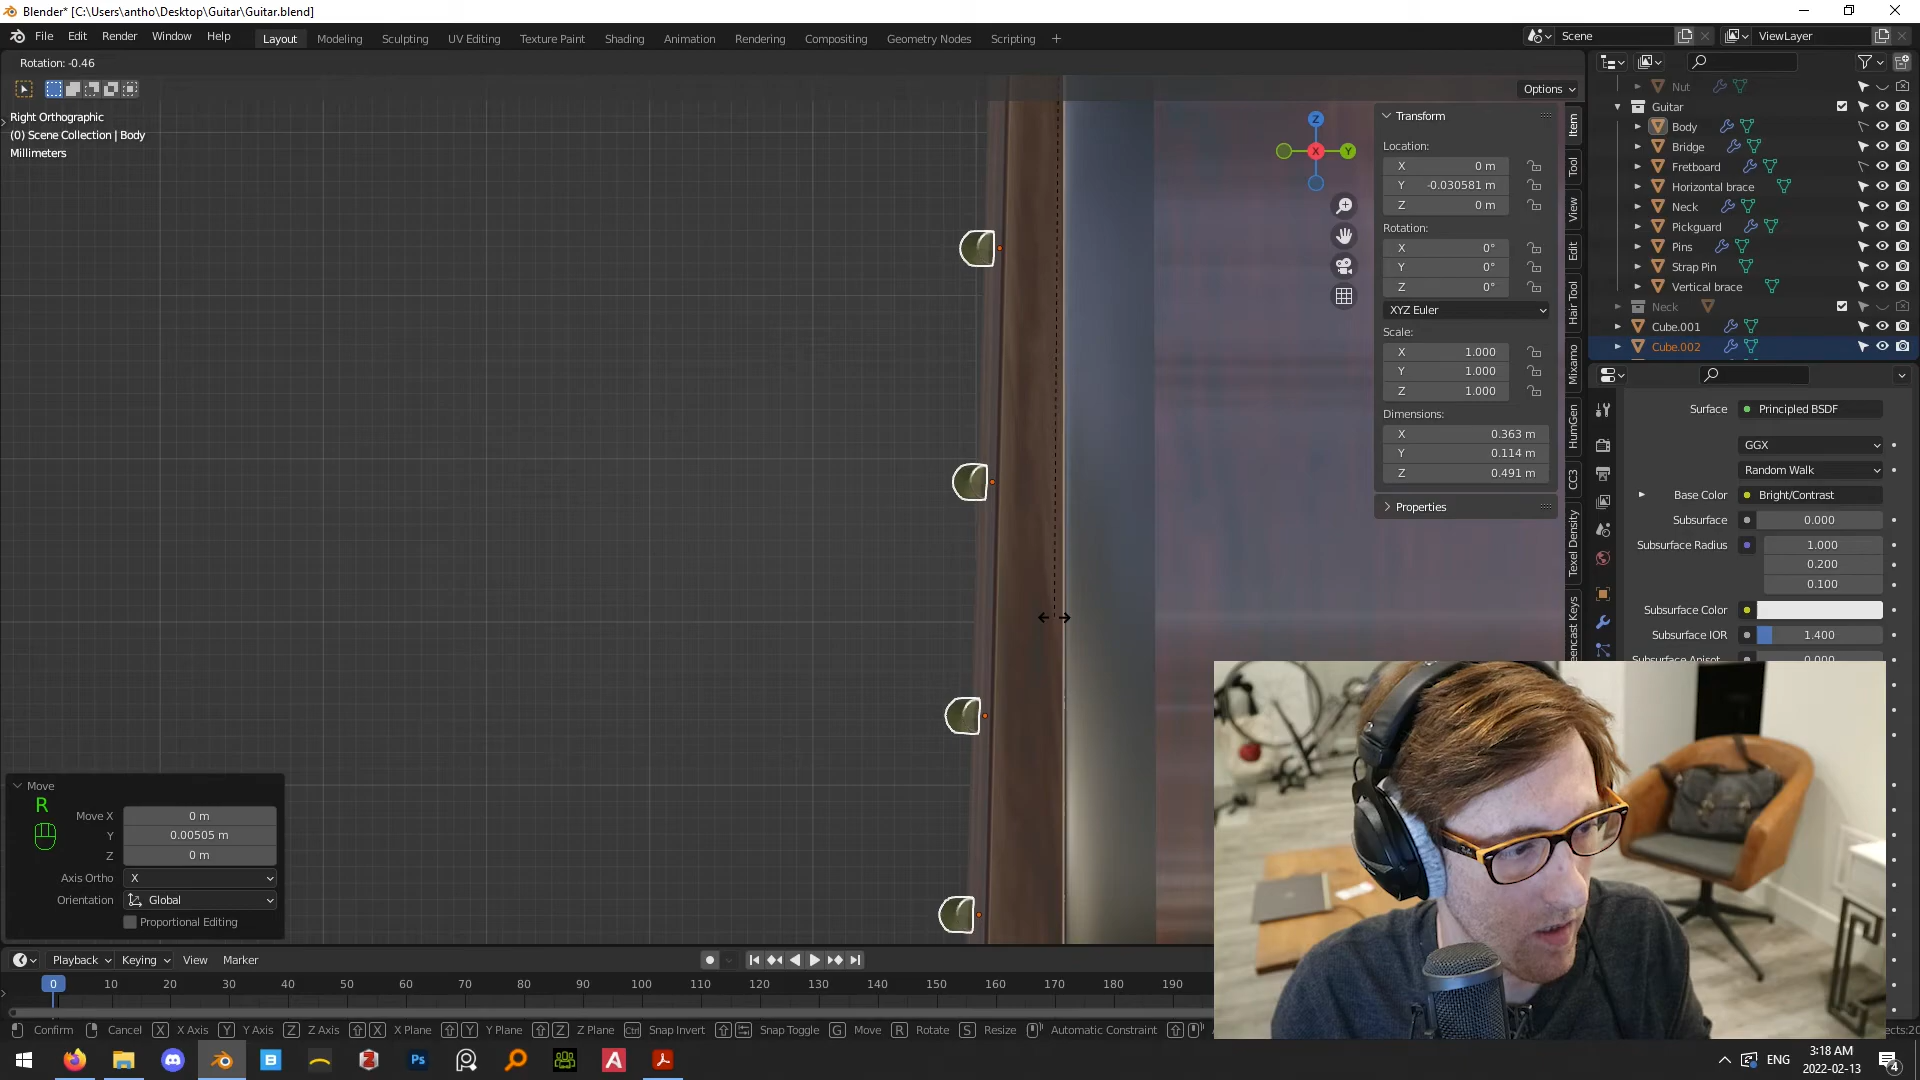 Blender* [C:\Users\antho\Desktop\Guitar\Guitar.blend]
File Edit Render Window Help
Layout Modeling Sculpting UV Editing Texture Paint Shading Animation Rendering Compositing Geometry Nodes Scripting
Scene
ViewLayer
Rotation: -0.46
Options
Right Orthographic
(0) Scene Collection | Body
Millimeters
Z
Y
X
Transform
Location:
X 0 m
Y -0.030581 m
Z 0 m
Rotation:
X 0°
Y 0°
Z 0°
XYZ Euler
Scale:
X 1.000
Y 1.000
Z 1.000
Dimensions:
X 0.363 m
Y 0.114 m
Z 0.491 m
Properties
Item
Tool
View
Edit
Hair Tool
Mixamo
HumGen
CC3
Texel Density
Nut
Guitar
Body
Bridge
Fretboard
Horizontal brace
Neck
Pickguard
Pins
Strap Pin
Vertical brace
Neck
Cube.001
Cube.002
Surface Principled BSDF
GGX
Random Walk
Base Color Bright/Contrast
Subsurface 0.000
Subsurface Radius 1.000
0.200
0.100
Subsurface Color
Subsurface IOR 1.400
Subsurface Anisot.. 0.000
Move
R
Move X 0 m
Y 0.00505 m
Z 0 m
Axis Ortho X
Orientation Global
Proportional Editing
Playback Keying View Marker
0 10 20 30 40 50 60 70 80 90 100 110 120 130 140 150 160 170 190
Confirm Cancel X X Axis Y Y Axis Z Z Axis X X Plane Y Y Plane Z Z Plane Ctrl Snap Invert Snap Toggle G Move R Rotate S Resize Automatic Constraint
ENG
3:18 AM
2022-02-13
4